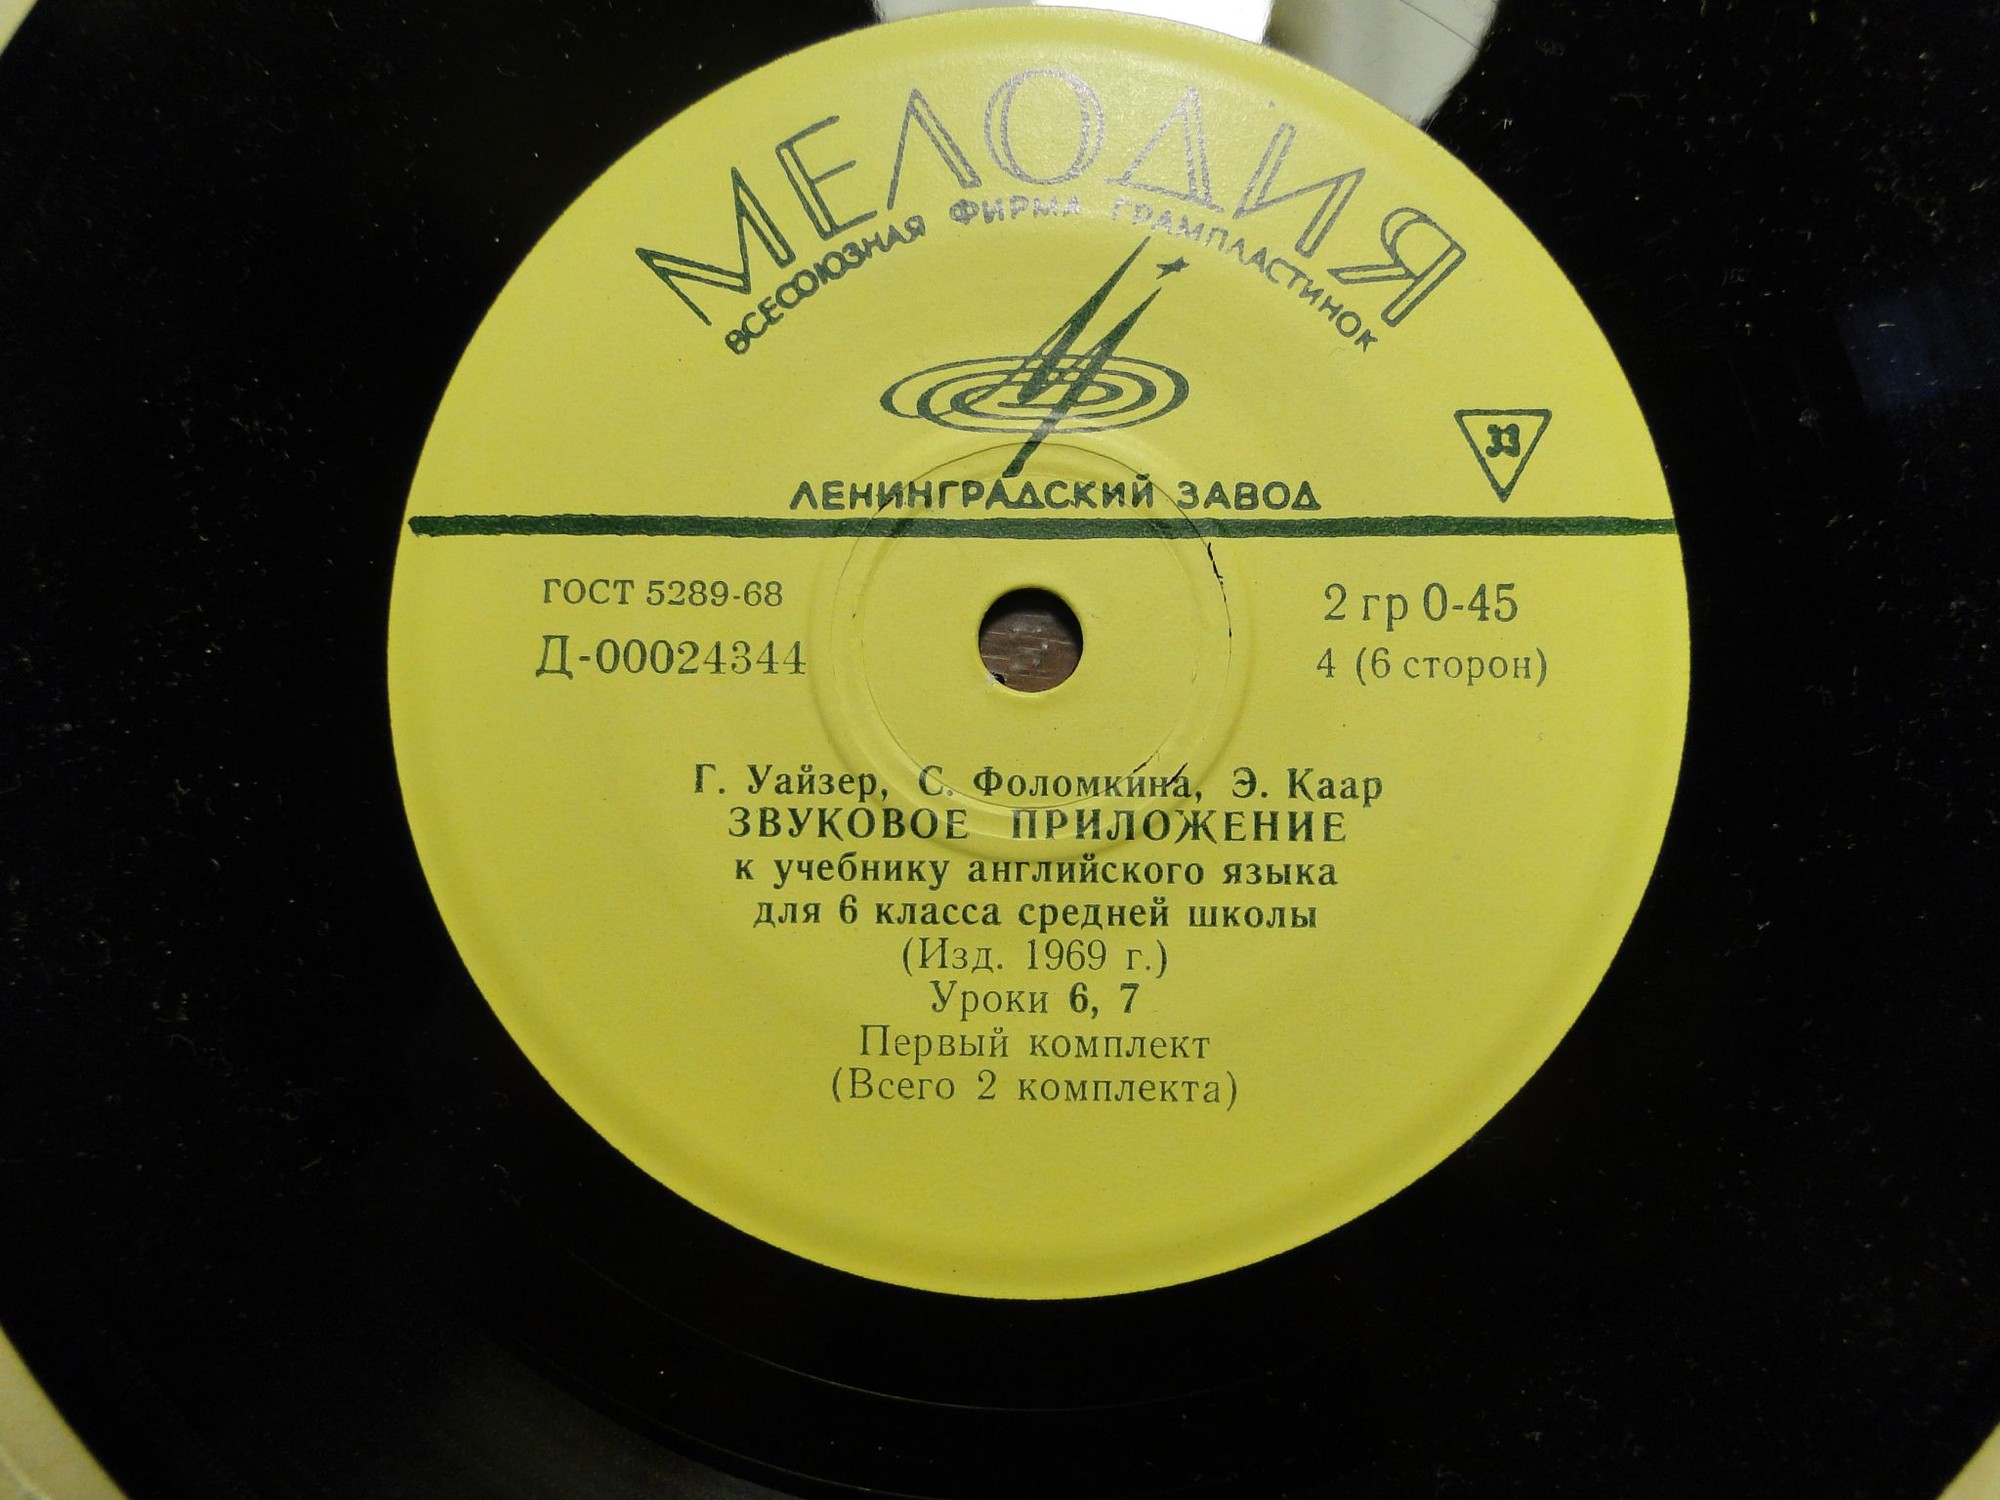 МЕЛОДИЯ
ВСЕСОЮЗНАЯ ФИРМА ГРАМПЛАСТИНОК
33
ЛЕНИНГРАДСКИЙ ЗАВОД
ГОСТ 5289-68
Д-00024344
2 гр 0-45
4 (6 сторон)
Г. Уайзер, С. Фоломкина, Э. Каар
ЗВУКОВОЕ ПРИЛОЖЕНИЕ
к учебнику английского языка
для 6 класса средней школы
(Изд. 1969 г.)
Уроки 6, 7
Первый комплект
(Всего 2 комплекта)